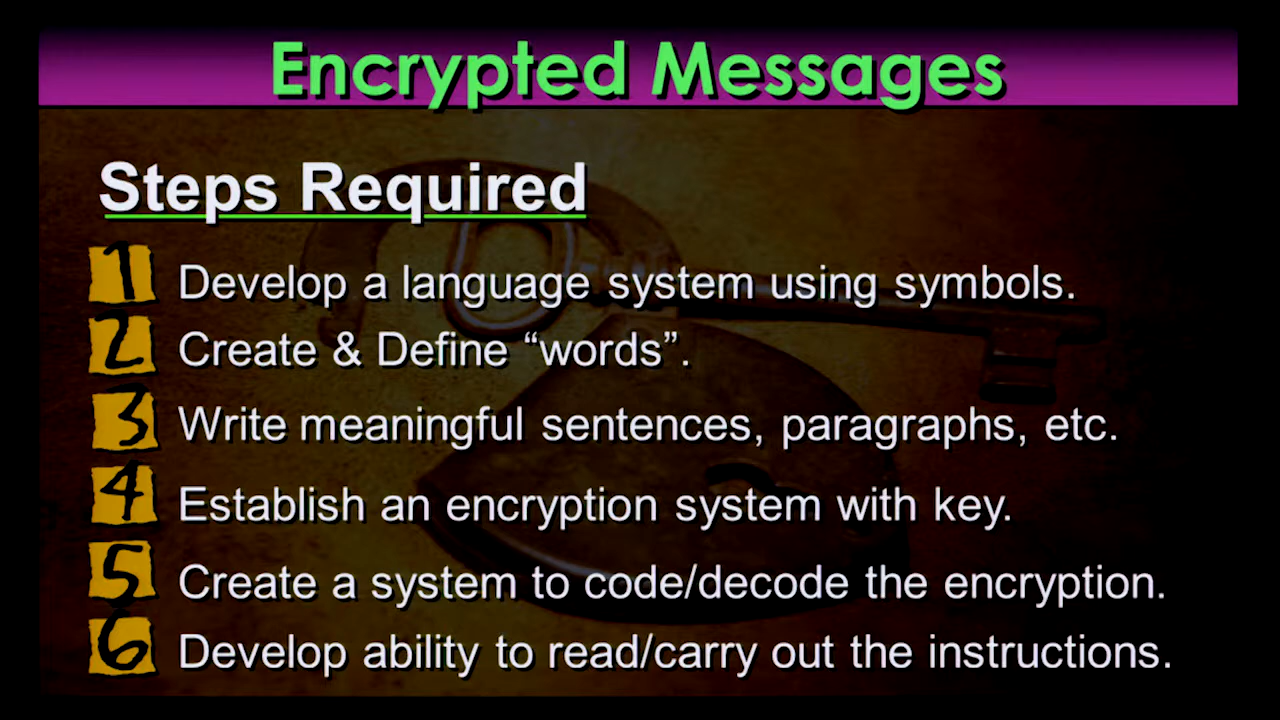 Encrypted Messages
Steps Required
1 Develop a language system using symbols.
2 Create & Define “words”.
3 Write meaningful sentences, paragraphs, etc.
4 Establish an encryption system with key.
5 Create a system to code/decode the encryption.
6 Develop ability to read/carry out the instructions.